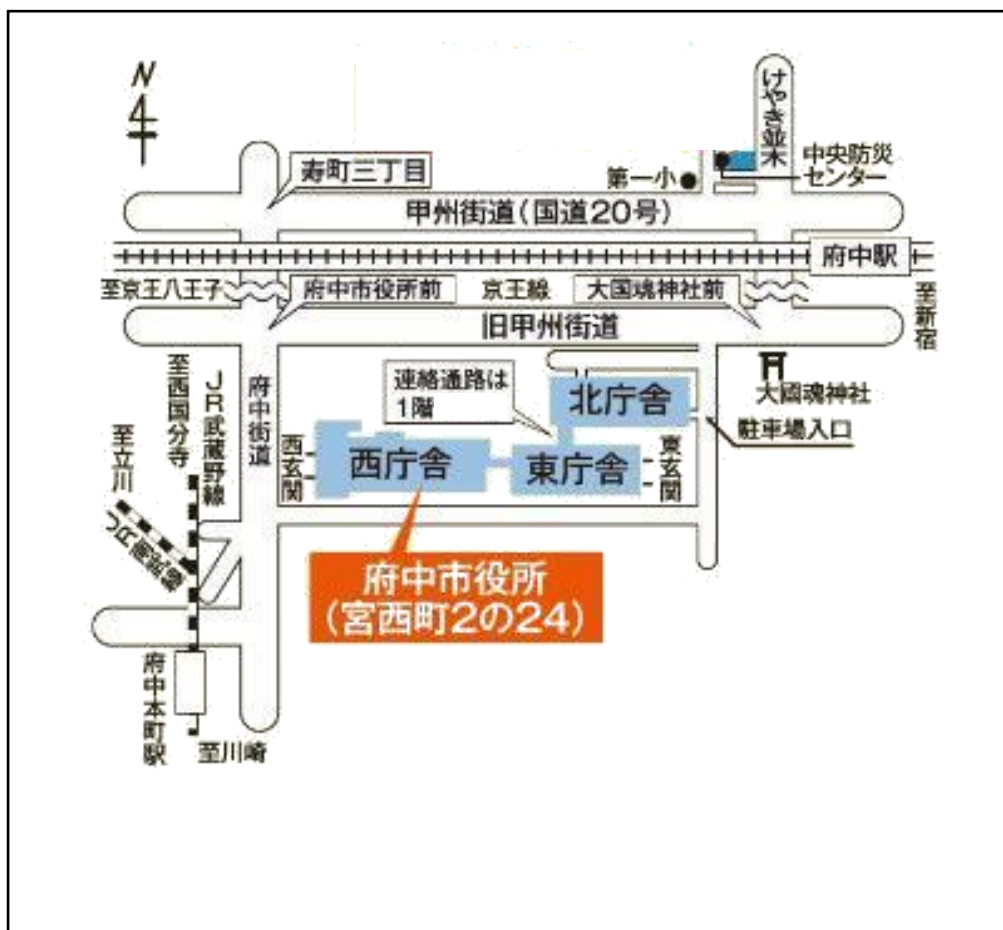 N
けやき並木
寿町三丁目
第一小
中央防災
センター
甲州街道(国道20号)
府中駅
至京王八王子
府中市役所前
京王線
大国魂神社前
至新宿
旧甲州街道
至西国分寺
JR武蔵野線
府中街道
連絡通路は
1階
北庁舎
大國魂神社
駐車場入口
至立川
西玄関
西庁舎
東庁舎
東玄関
JR南武線
府中市役所
(宮西町2の24)
府中本町駅
至川崎